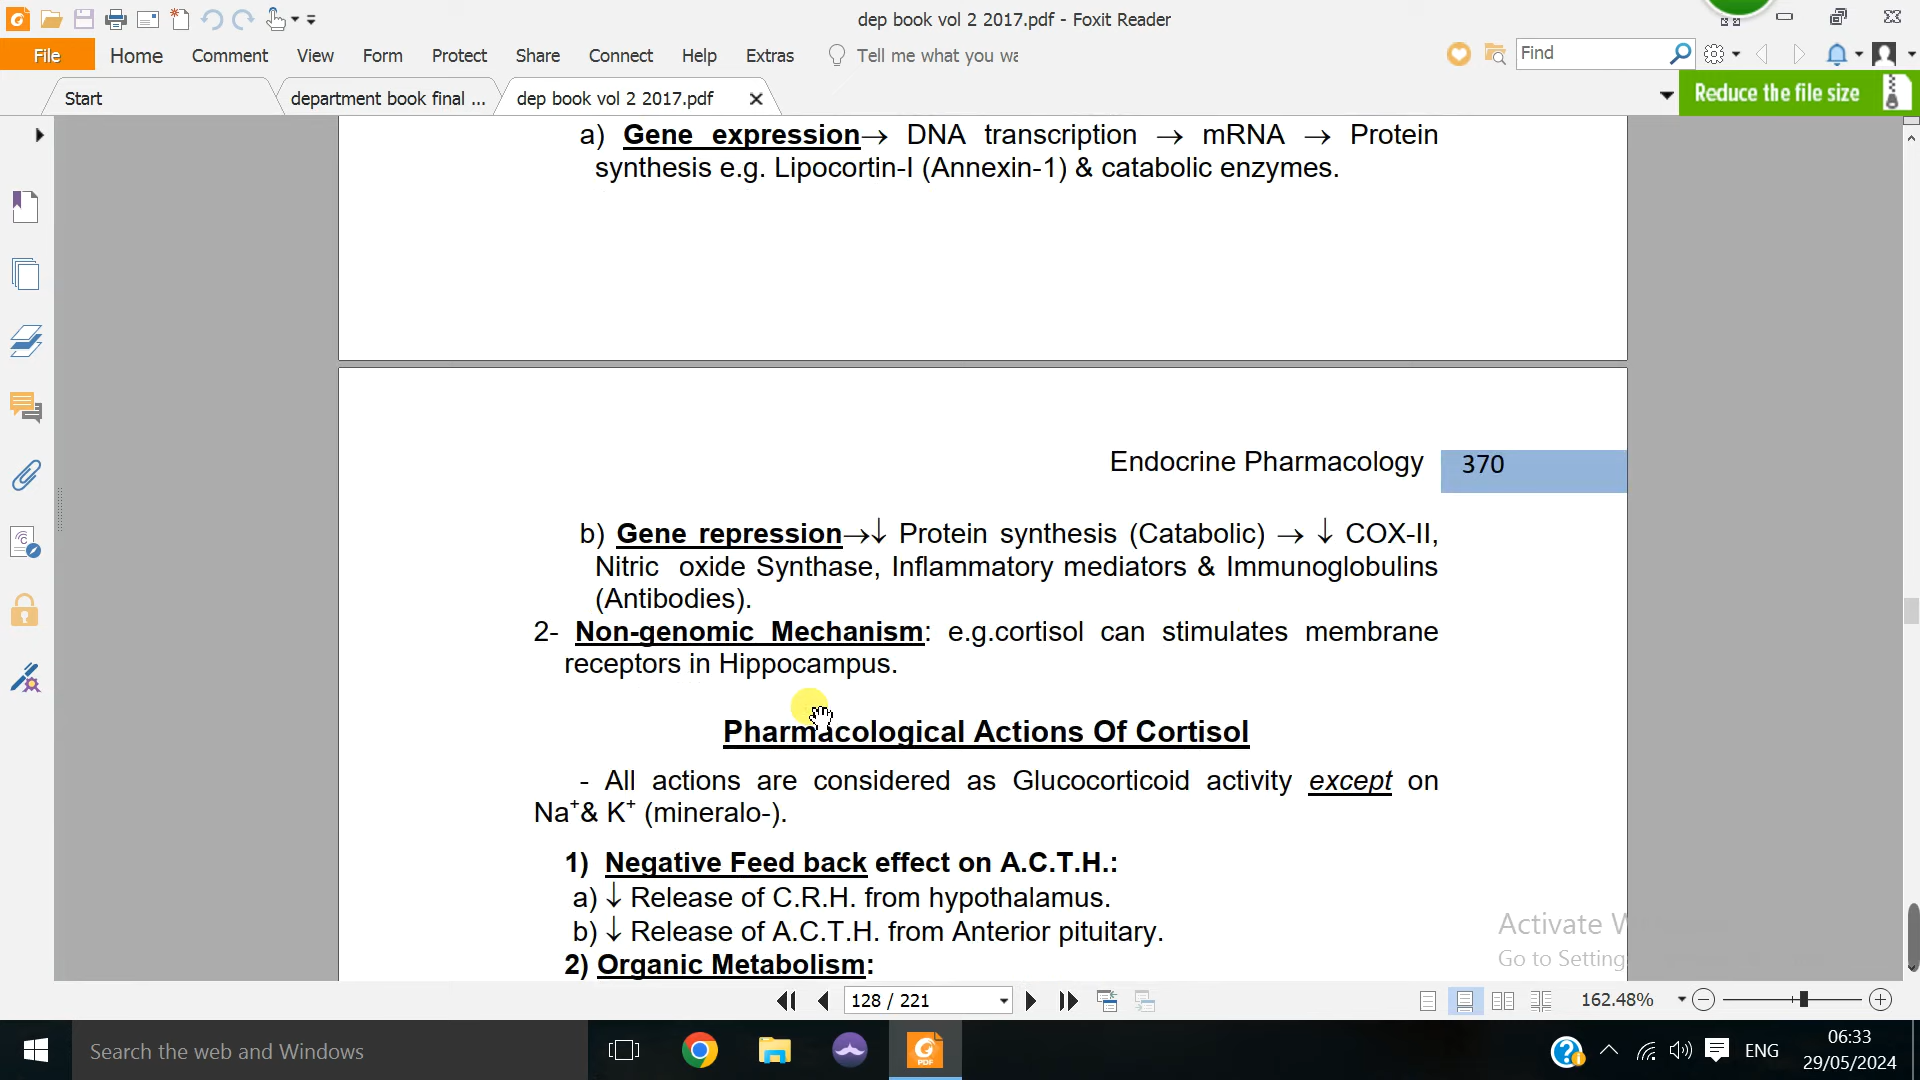 dep book vol 2 2017.pdf - Foxit Reader
File Home Comment View Form Protect Share Connect Help Extras Tell me what you wa Find
Start department book final ... dep book vol 2 2017.pdf Reduce the file size
a) Gene expression→ DNA transcription → mRNA → Protein
synthesis e.g. Lipocortin-I (Annexin-1) & catabolic enzymes.
Endocrine Pharmacology 370
b) Gene repression→↓ Protein synthesis (Catabolic) → ↓ COX-II,
Nitric oxide Synthase, Inflammatory mediators & Immunoglobulins
(Antibodies).
2- Non-genomic Mechanism: e.g.cortisol can stimulates membrane
receptors in Hippocampus.
Pharmacological Actions Of Cortisol
- All actions are considered as Glucocorticoid activity except on
Na⁺& K⁺ (mineralo-).
1) Negative Feed back effect on A.C.T.H.:
a) ↓ Release of C.R.H. from hypothalamus.
b) ↓ Release of A.C.T.H. from Anterior pituitary.
2) Organic Metabolism:
Activate W
Go to Setting
128 / 221 162.48%
Search the web and Windows PDF ENG 06:33
29/05/2024